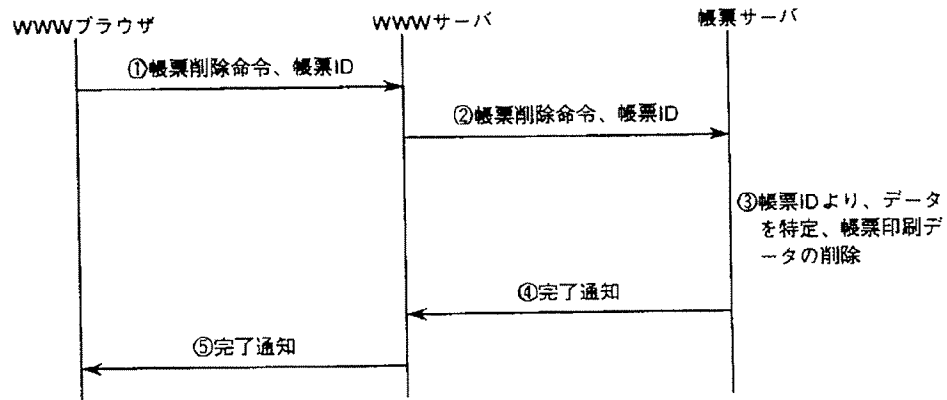 WWWブラウザ
WWWサーバ
帳票サーバ
①帳票削除命令、帳票ID
②帳票削除命令、帳票ID
③帳票IDより、データ
を特定、帳票印刷デ
ータの削除
④完了通知
⑤完了通知